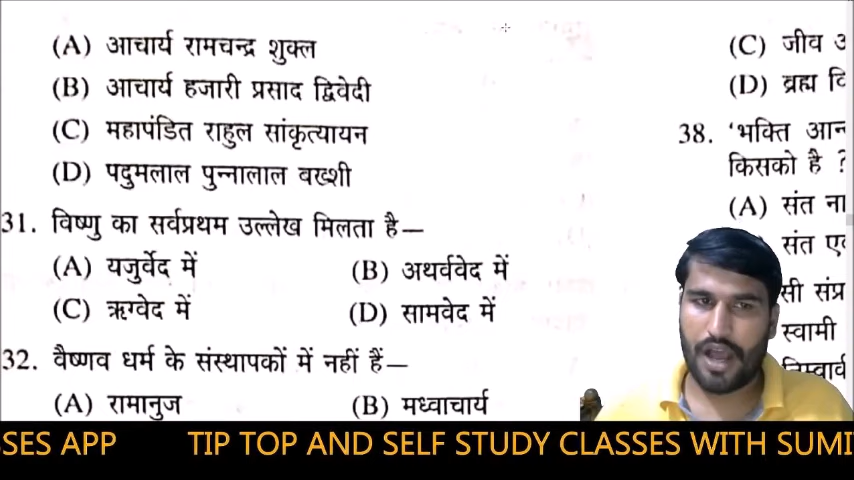 (A) आचार्य रामचन्द्र शुक्ल
(B) आचार्य हजारी प्रसाद द्विवेदी
(C) महापंडित राहुल सांकृत्यायन
(D) पदुमलाल पुन्नालाल बख्शी
31. विष्णु का सर्वप्रथम उल्लेख मिलता है—
(A) यजुर्वेद में (B) अथर्ववेद में
(C) ऋग्वेद में (D) सामवेद में
32. वैष्णव धर्म के संस्थापकों में नहीं हैं—
(A) रामानुज (B) मध्वाचार्य
(C) जीव
(D) ब्रह्म
38. 'भक्ति
किसको है ?
(A) संत
संत
सी
स्वामी
SES APP TIP TOP AND SELF STUDY CLASSES WITH SUMI